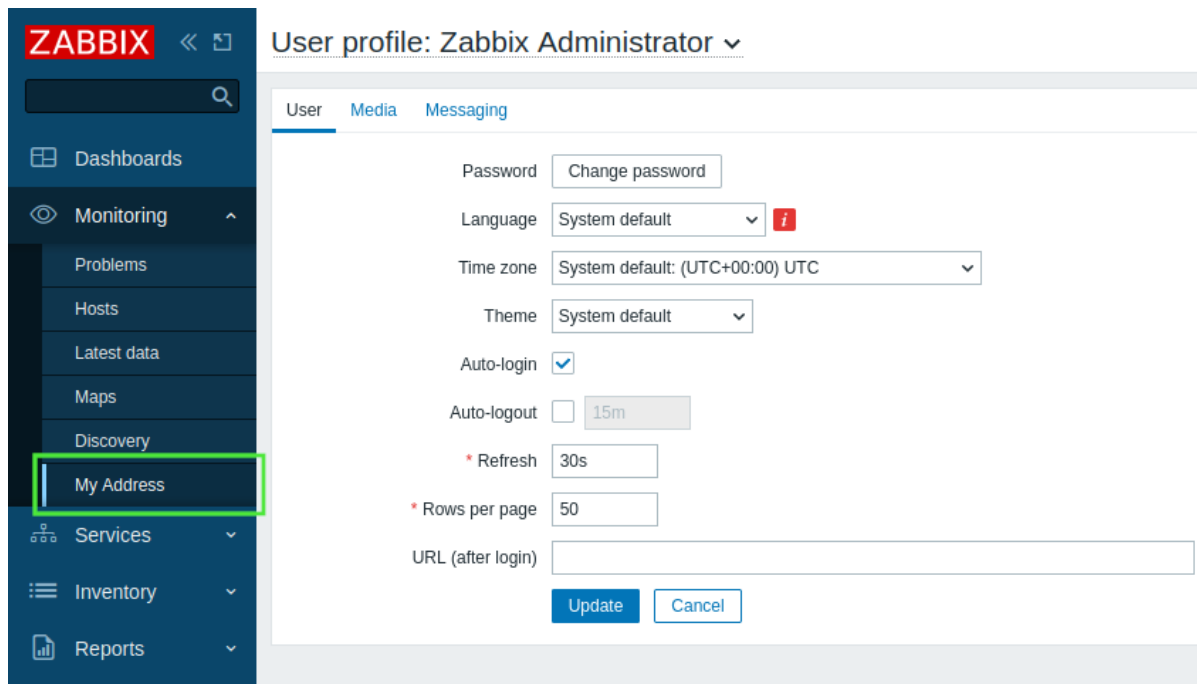 ZABBIX
Dashboards
Monitoring
Problems
Hosts
Latest data
Maps
Discovery
My Address
Services
Inventory
Reports
User profile: Zabbix Administrator
User Media Messaging
Password Change password
Language System default i
Time zone System default: (UTC+00:00) UTC
Theme System default
Auto-login
Auto-logout 15m
* Refresh 30s
* Rows per page 50
URL (after login)
Update Cancel